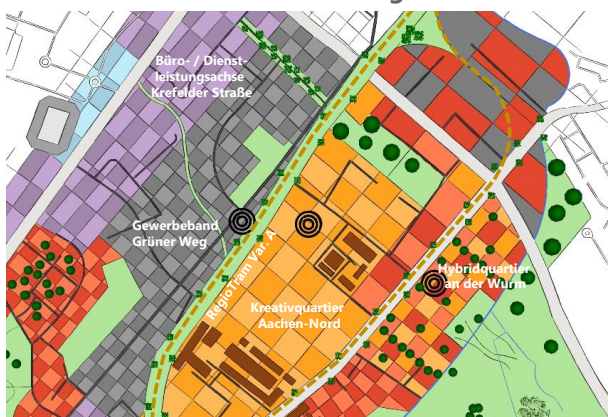 Büro- / Dienst-
leistungsachse
Krefelder Straße
Gewerbeband
Grüner Weg
RegioTram Var. A
Hybridquartier
an der Wurm
Kreativquartier
Aachen-Nord